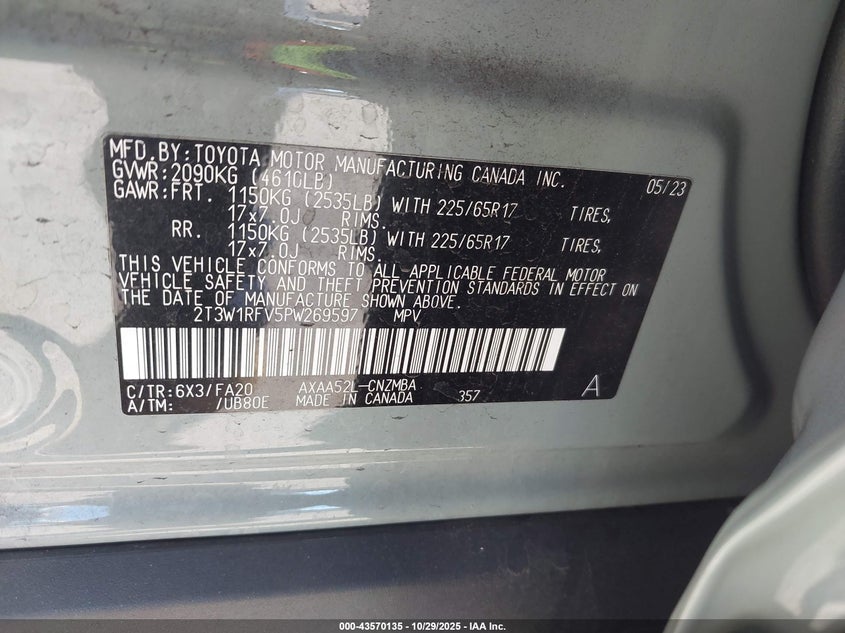 MFD.BY:TOYOTA MOTOR MANUFACTURING CANADA INC.
GVWR:2090KG (4610LB) 05/23
GAWR:FRT. 1150KG (2535LB) WITH 225/65R17 TIRES,
17x7.0J RIMS.
RR. 1150KG (2535LB) WITH 225/65R17 TIRES,
17x7.0J RIMS.
THIS VEHICLE CONFORMS TO ALL APPLICABLE FEDERAL MOTOR
VEHICLE SAFETY AND THEFT PREVENTION STANDARDS IN EFFECT ON
THE DATE OF MANUFACTURE SHOWN ABOVE.
2T3W1RFV5PW269597 MPV
C/TR:6X3/FA20 AXAA52L-CNZMBA A
A/TM: /UB80E MADE IN CANADA 357
000-43570135 - 10/29/2025 - IAA Inc.